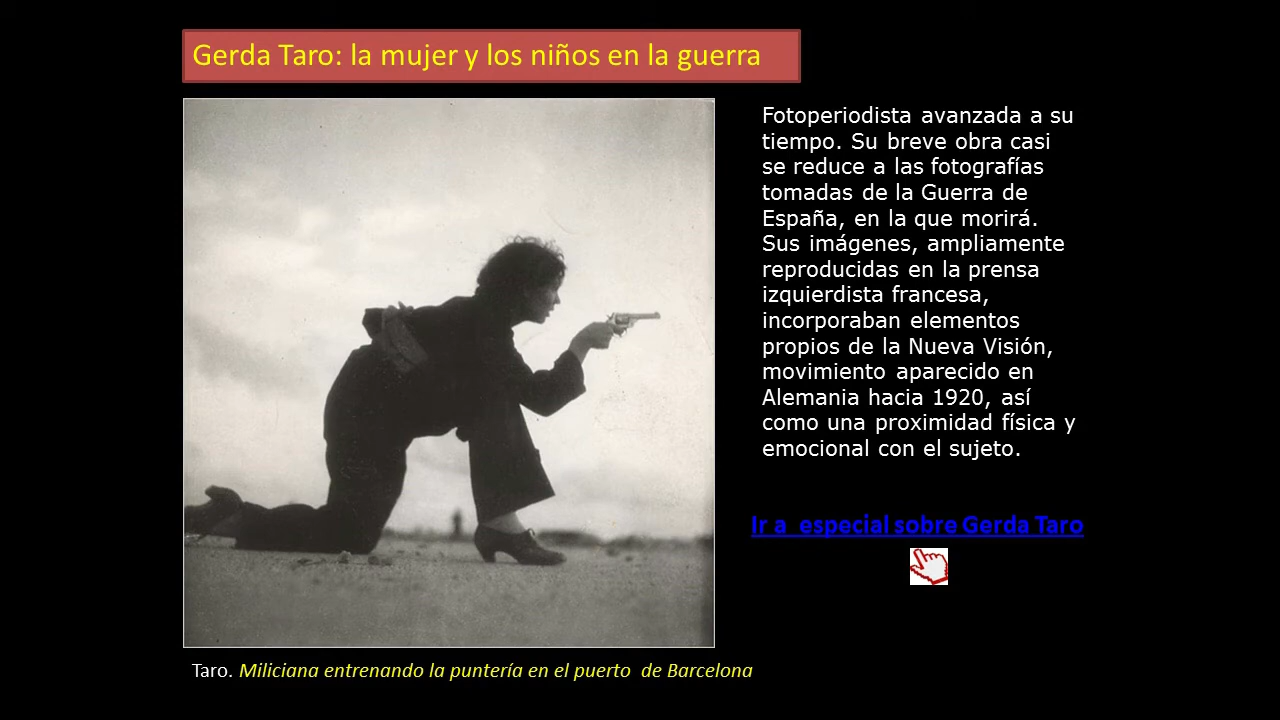 Gerda Taro: la mujer y los niños en la guerra
Fotoperiodista avanzada a su
tiempo. Su breve obra casi
se reduce a las fotografías
tomadas de la Guerra de
España, en la que morirá.
Sus imágenes, ampliamente
reproducidas en la prensa
izquierdista francesa,
incorporaban elementos
propios de la Nueva Visión,
movimiento aparecido en
Alemania hacia 1920, así
como una proximidad física y
emocional con el sujeto.
Ir a  especial sobre Gerda Taro
Taro. Miliciana entrenando la puntería en el puerto  de Barcelona